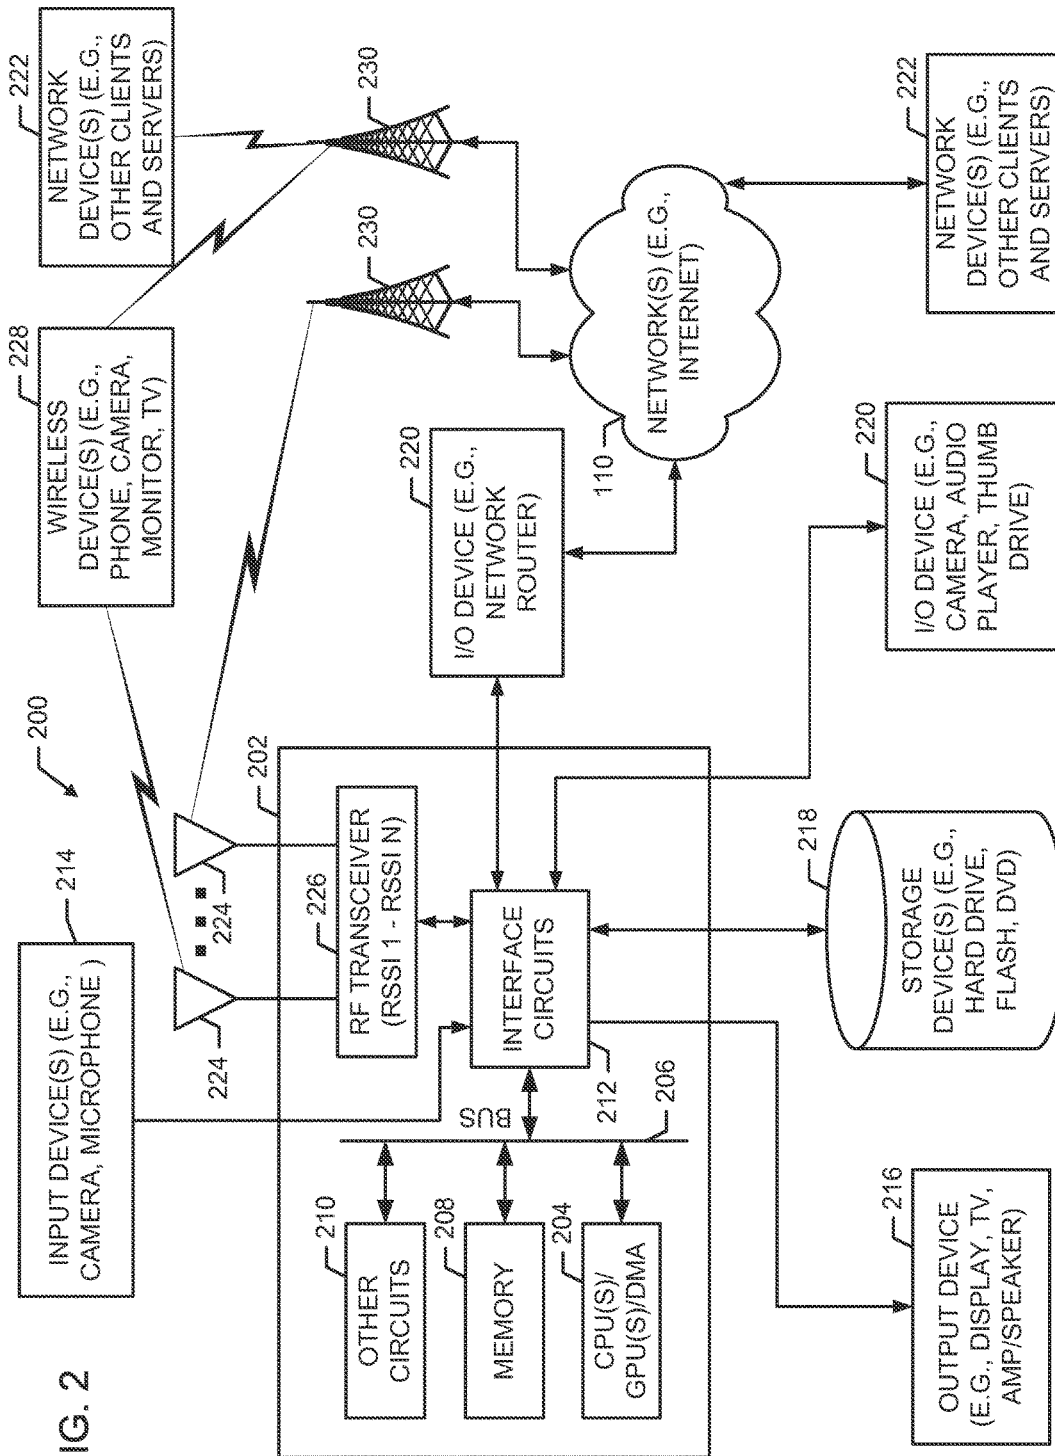 IG. 2
200
INPUT DEVICE(S) (E.G.,
CAMERA, MICROPHONE )
214
WIRELESS
DEVICE(S) (E.G.,
PHONE, CAMERA,
MONITOR, TV)
228
NETWORK
DEVICE(S) (E.G.,
OTHER CLIENTS
AND SERVERS)
222
224
224
230
230
202
RF TRANSCEIVER
(RSSI 1 - RSSI N)
226
OTHER
CIRCUITS
210
MEMORY
208
CPU(S)/
GPU(S)/DMA
204
BUS
206
INTERFACE
CIRCUITS
212
I/O DEVICE (E.G.,
NETWORK
ROUTER)
220
NETWORK(S) (E.G.,
INTERNET)
110
OUTPUT DEVICE
(E.G., DISPLAY, TV,
AMP/SPEAKER)
216
STORAGE
DEVICE(S) (E.G.,
HARD DRIVE,
FLASH, DVD)
218
I/O DEVICE (E.G.,
CAMERA, AUDIO
PLAYER, THUMB
DRIVE)
220
NETWORK
DEVICE(S) (E.G.,
OTHER CLIENTS
AND SERVERS)
222